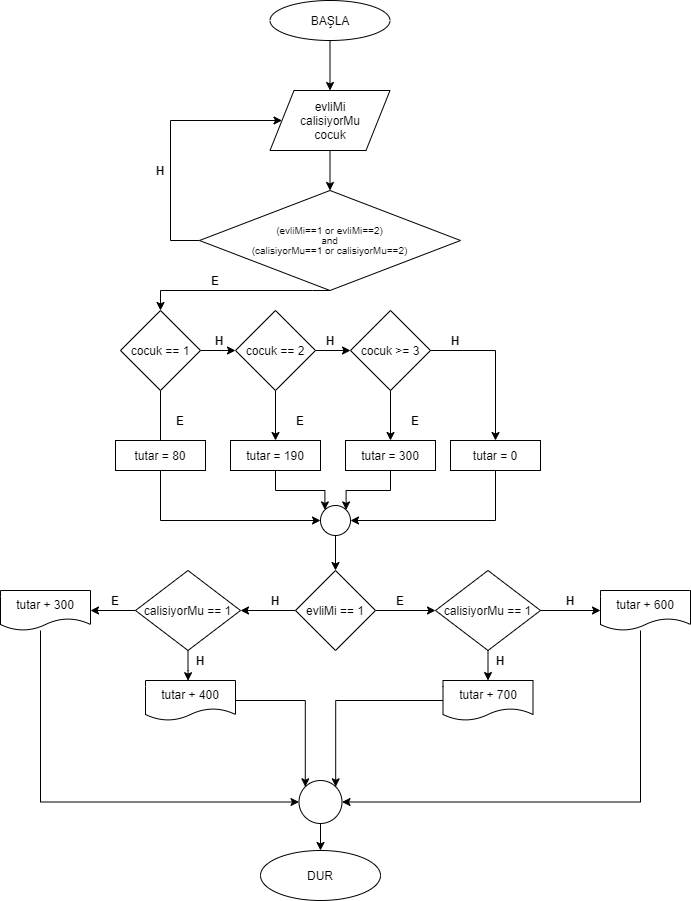 BAŞLA
evliMi
calisiyorMu
cocuk
H
(evliMi==1 or evliMi==2)
and
(calisiyorMu==1 or calisiyorMu==2)
E
cocuk == 1
H
cocuk == 2
H
cocuk >= 3
H
E
E
E
tutar = 80
tutar = 190
tutar = 300
tutar = 0
tutar + 300
E
calisiyorMu == 1
H
evliMi == 1
E
calisiyorMu == 1
H
tutar + 600
H
H
tutar + 400
tutar + 700
DUR